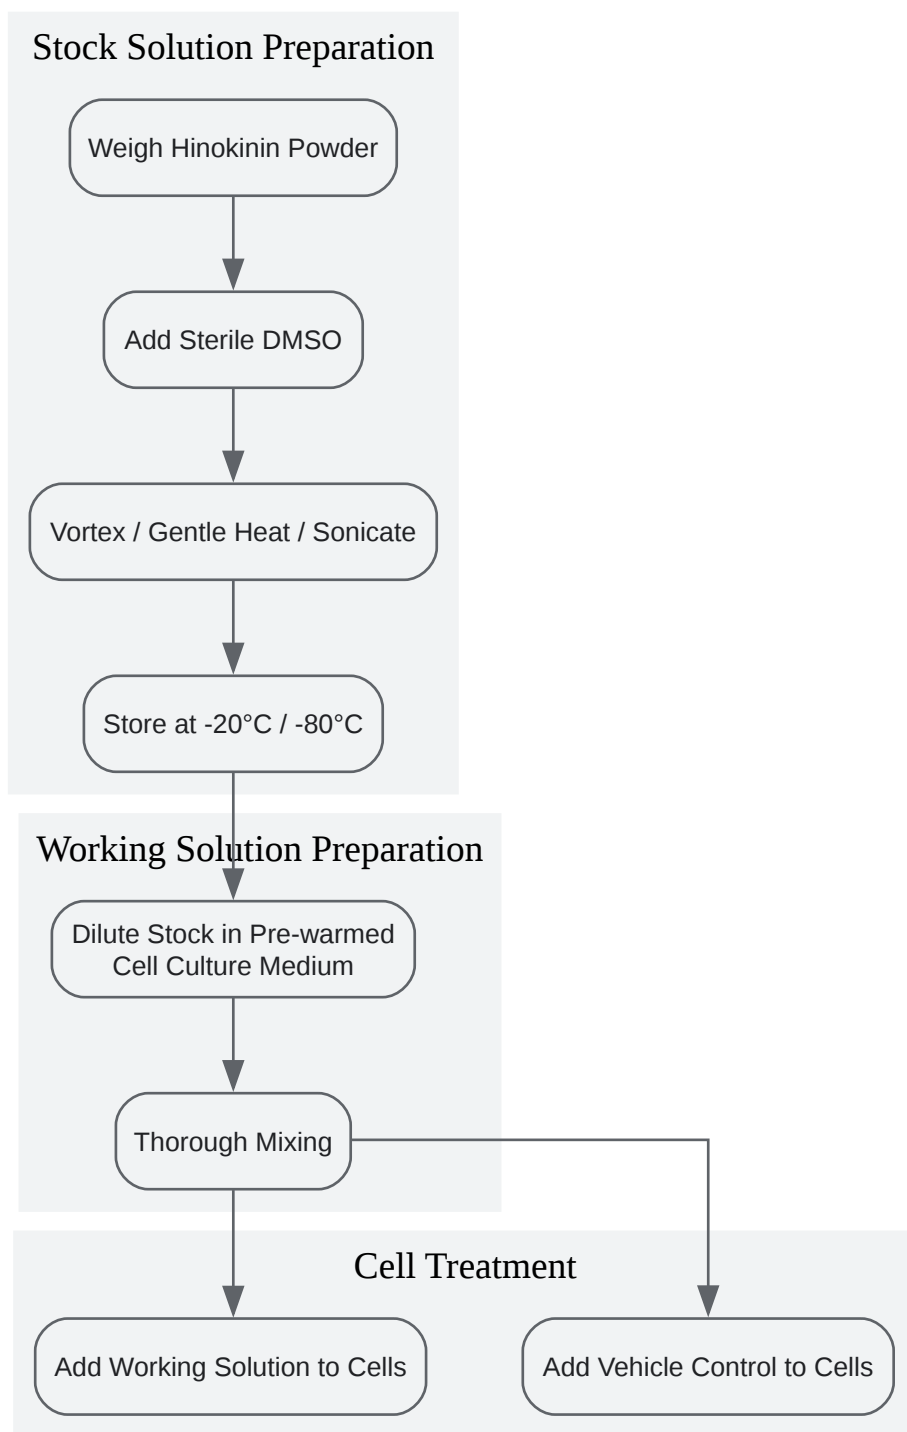 Stock Solution Preparation
Weigh Hinokinin Powder
Add Sterile DMSO
Vortex / Gentle Heat / Sonicate
Store at -20°C / -80°C
Working Solution Preparation
Dilute Stock in Pre-warmed
Cell Culture Medium
Thorough Mixing
Cell Treatment
Add Working Solution to Cells
Add Vehicle Control to Cells